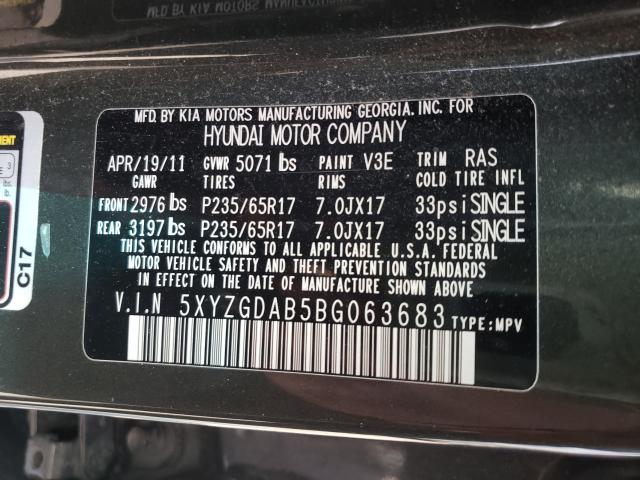 MFD. BY KIA MOTORS MANUFACTURING GEORGIA. INC. FOR
HYUNDAI MOTOR COMPANY
APR/19/11 GVWR 5071 lbs PAINT V3E TRIM RAS
GAWR TIRES RIMS COLD TIRE INFL
FRONT 2976 lbs P235/65R17 7.0JX17 33psi SINGLE
REAR 3197 lbs P235/65R17 7.0JX17 33psi SINGLE
THIS VEHICLE CONFORMS TO ALL APPLICABLE U.S.A. FEDERAL
MOTOR VEHICLE SAFETY AND THEFT PREVENTION STANDARDS
IN EFFECT ON THE DATE OF MANUFACTURE SHOWN ABOVE.
V.I.N 5XYZGDAB5BG063683 TYPE: MPV
C17